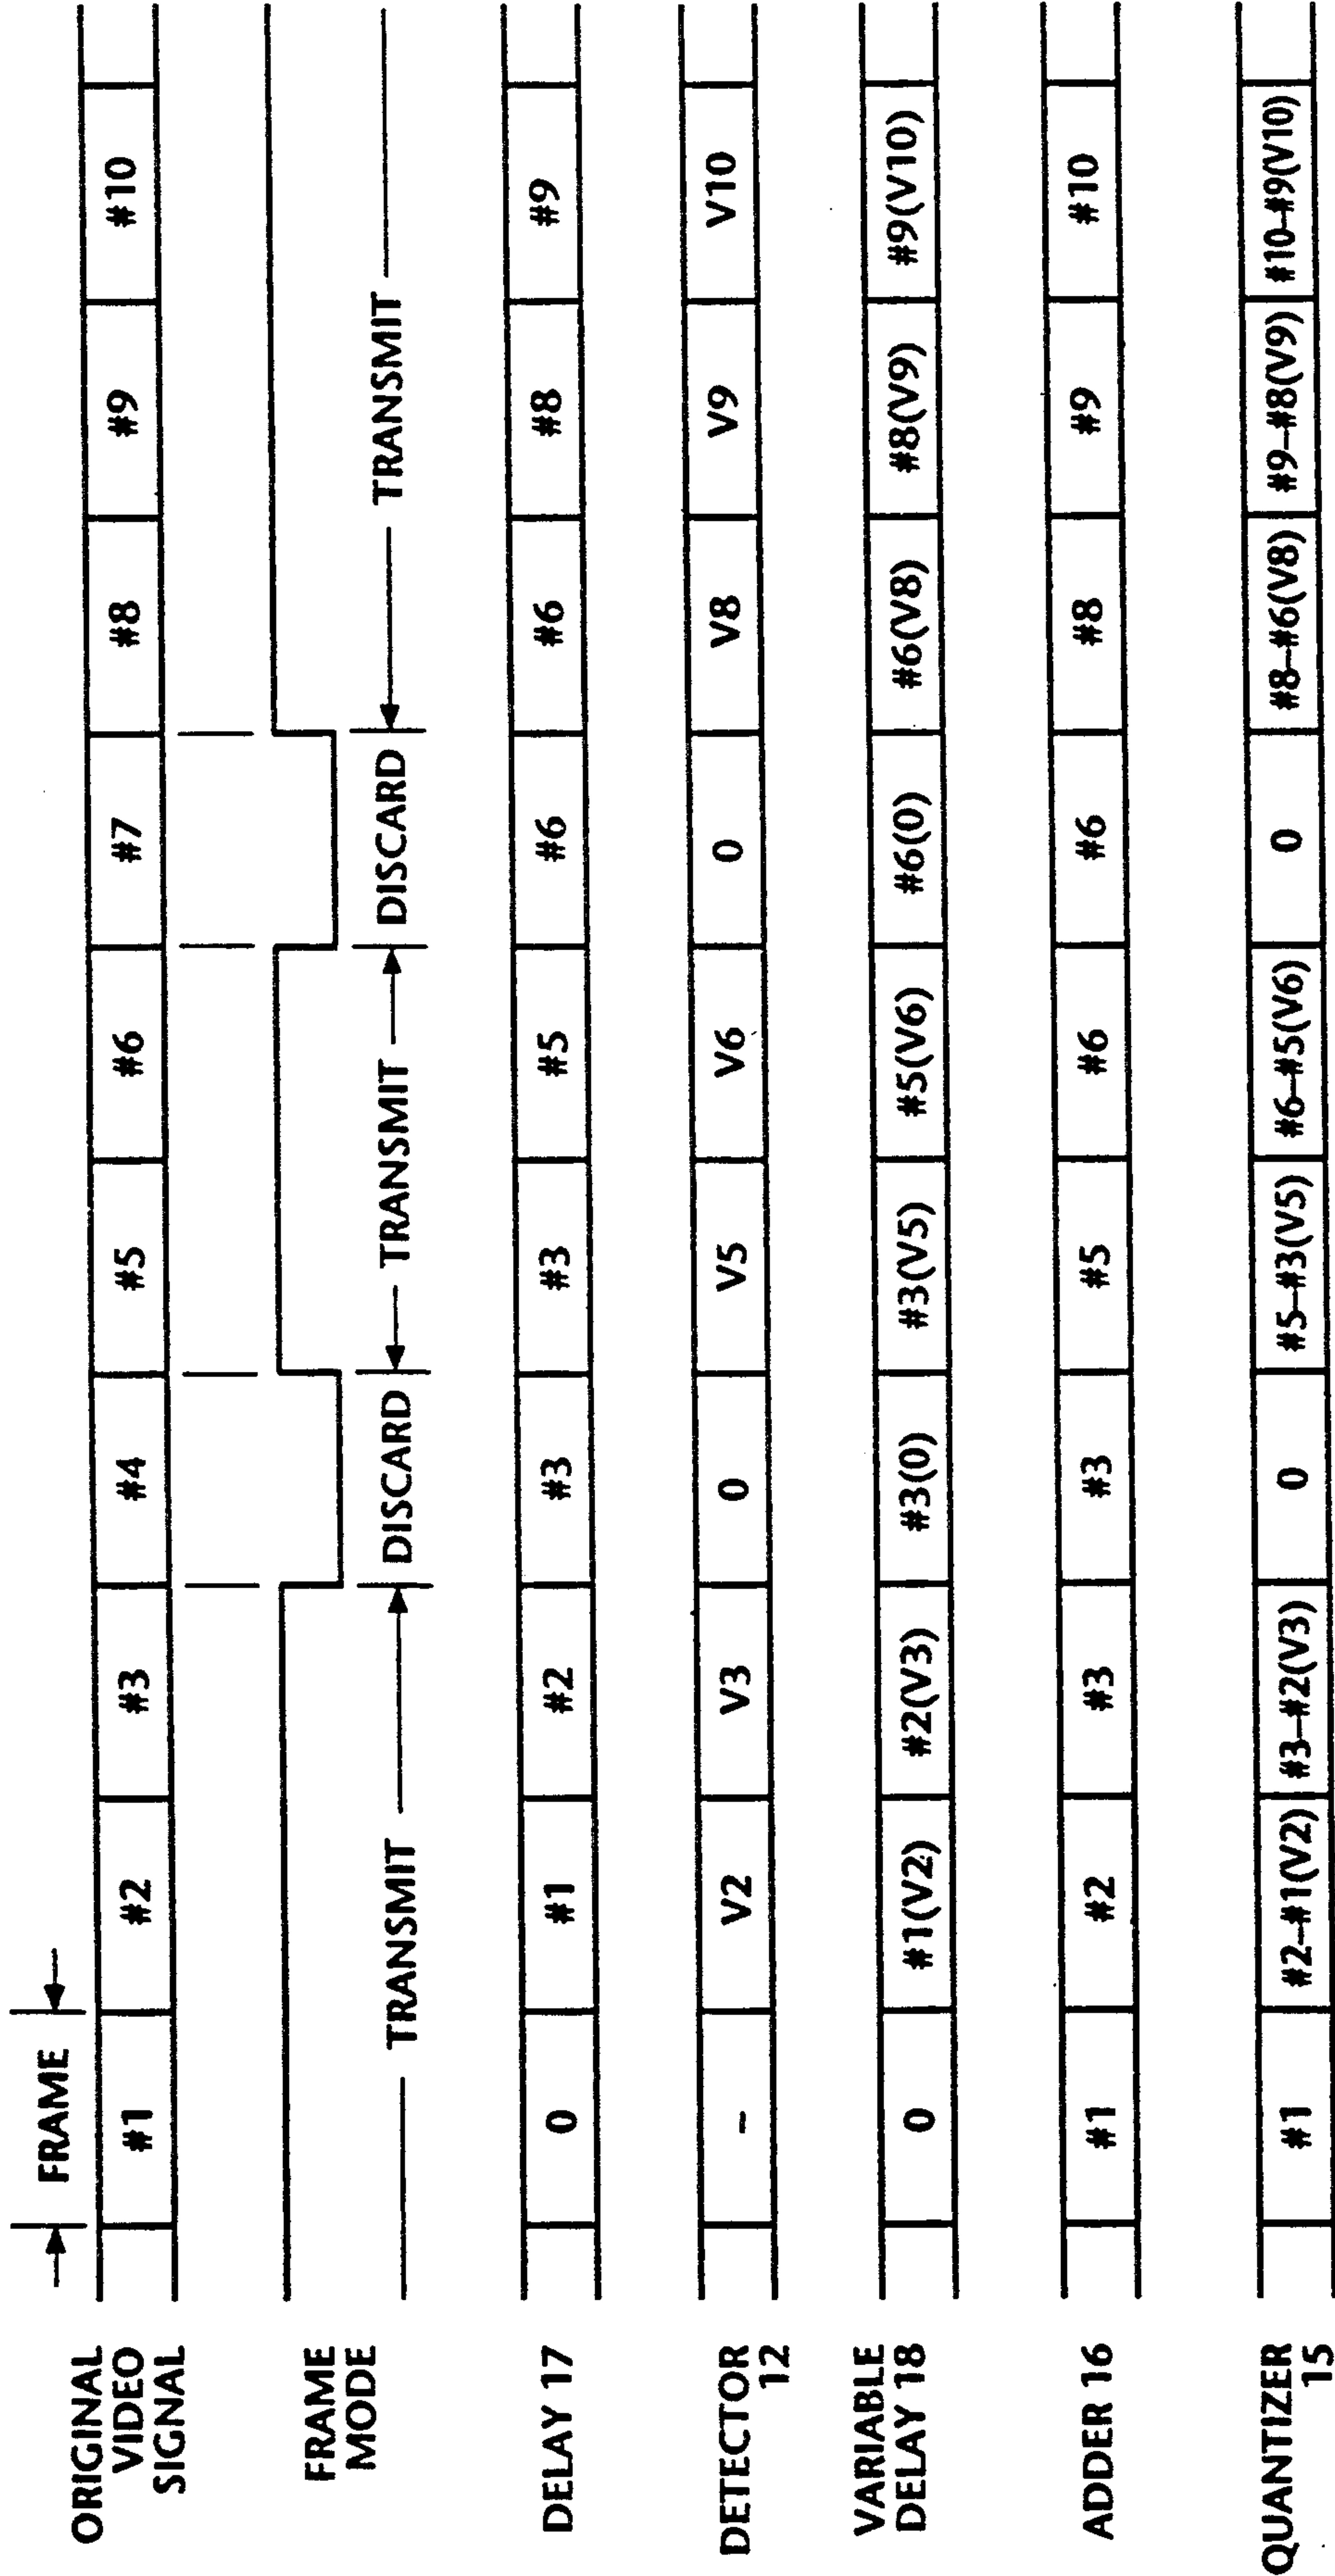 FRAME
ORIGINAL
VIDEO
SIGNAL
#1 #2 #3 #4 #5 #6 #7 #8 #9 #10
FRAME
MODE
TRANSMIT DISCARD TRANSMIT DISCARD TRANSMIT
DELAY 17
0 #1 #2 #3 #3 #5 #6 #6 #8 #9
DETECTOR
12
- V2 V3 0 V5 V6 0 V8 V9 V10
VARIABLE
DELAY 18
0 #1(V2) #2(V3) #3(0) #3(V5) #5(V6) #6(0) #6(V8) #8(V9) #9(V10)
ADDER 16
#1 #2 #3 #3 #5 #6 #6 #8 #9 #10
QUANTIZER
15
#1 #2-#1(V2) #3-#2(V3) 0 #5-#3(V5) #6-#5(V6) 0 #8-#6(V8) #9-#8(V9) #10-#9(V10)